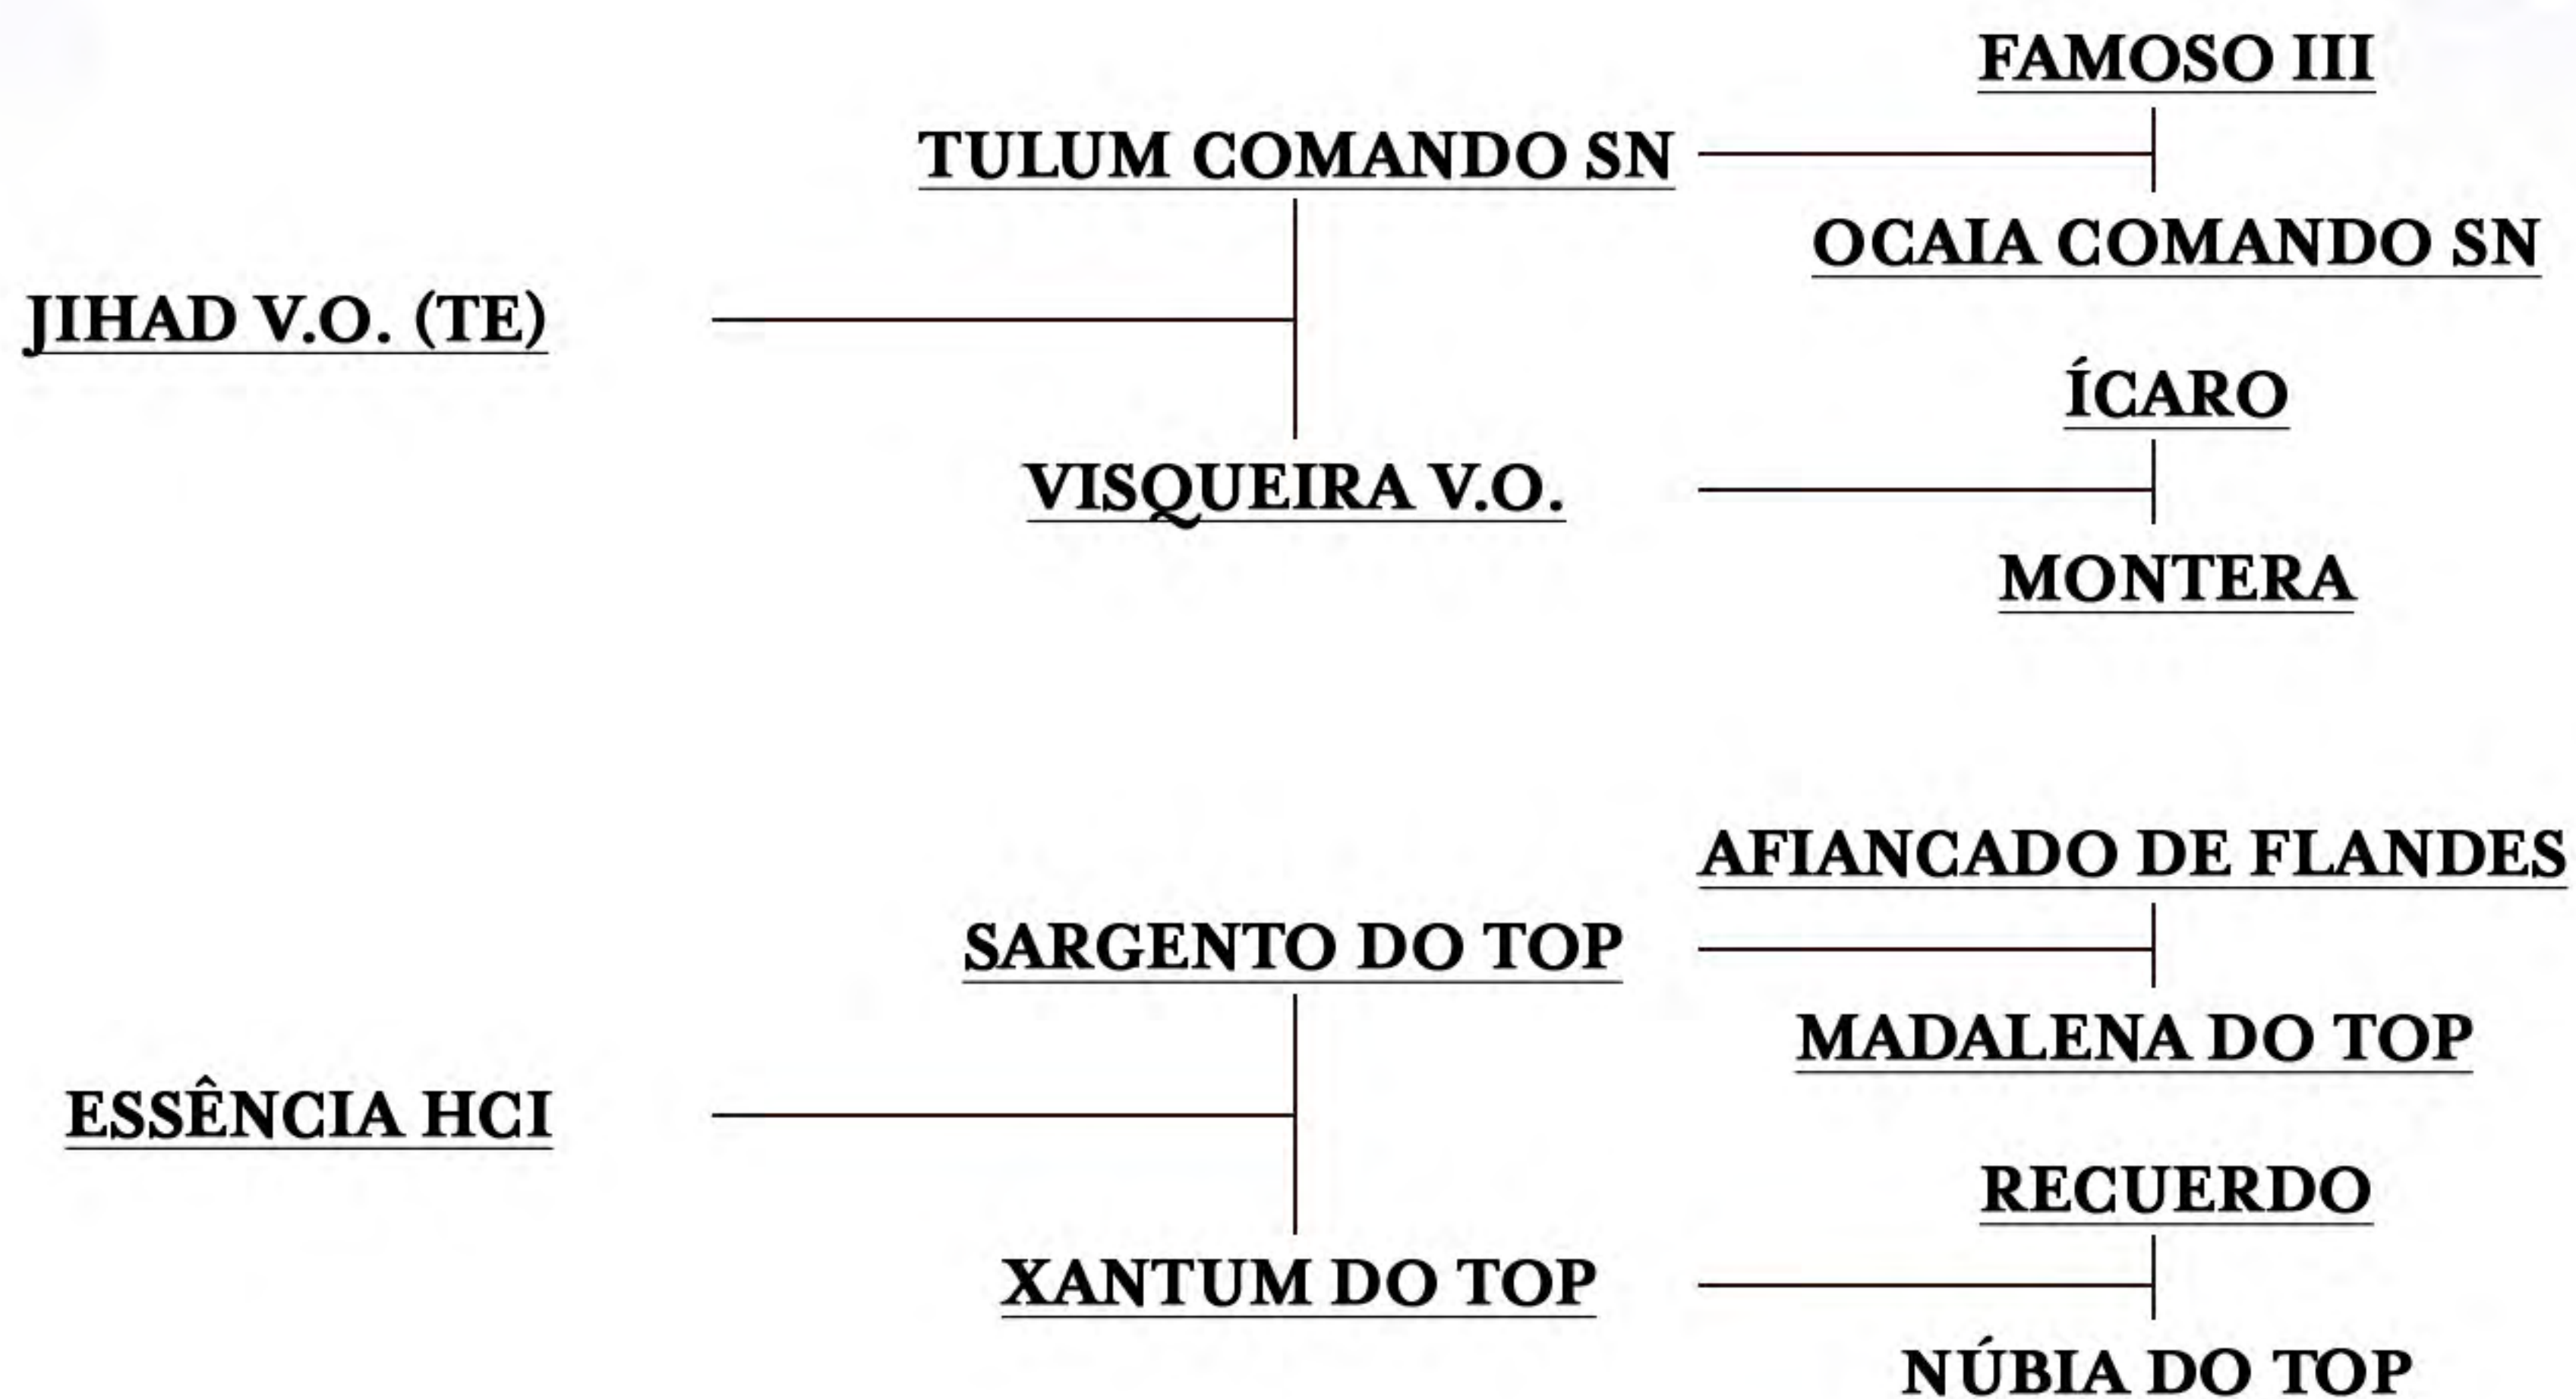 FAMOSO III
TULUM COMANDO SN
OCAIA COMANDO SN
JIHAD V.O. (TE)
ÍCARO
VISQUEIRA V.O.
MONTERA
AFIANCADO DE FLANDES
SARGENTO DO TOP
MADALENA DO TOP
ESSÊNCIA HCI
RECUERDO
XANTUM DO TOP
NÚBIA DO TOP